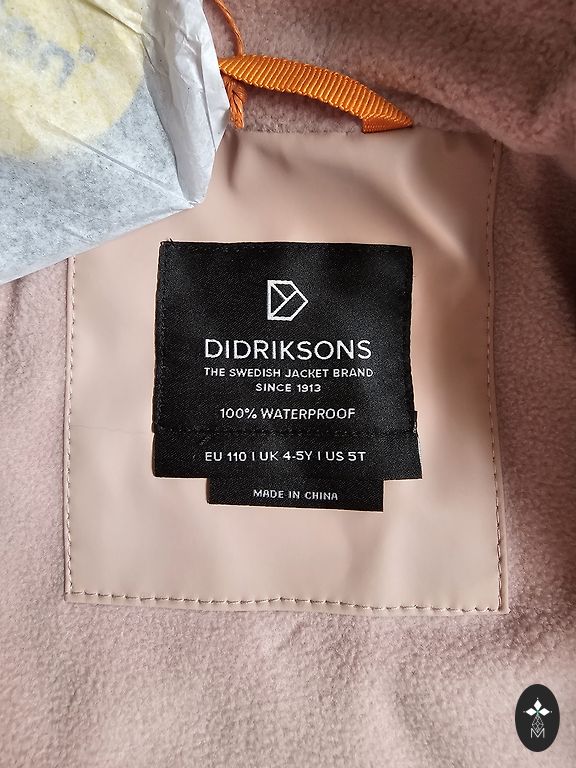 DIDRIKSONS
THE SWEDISH JACKET BRAND
SINCE 1913
100% WATERPROOF
EU 110 I UK 4-5Y I US 5T
MADE IN CHINA
M